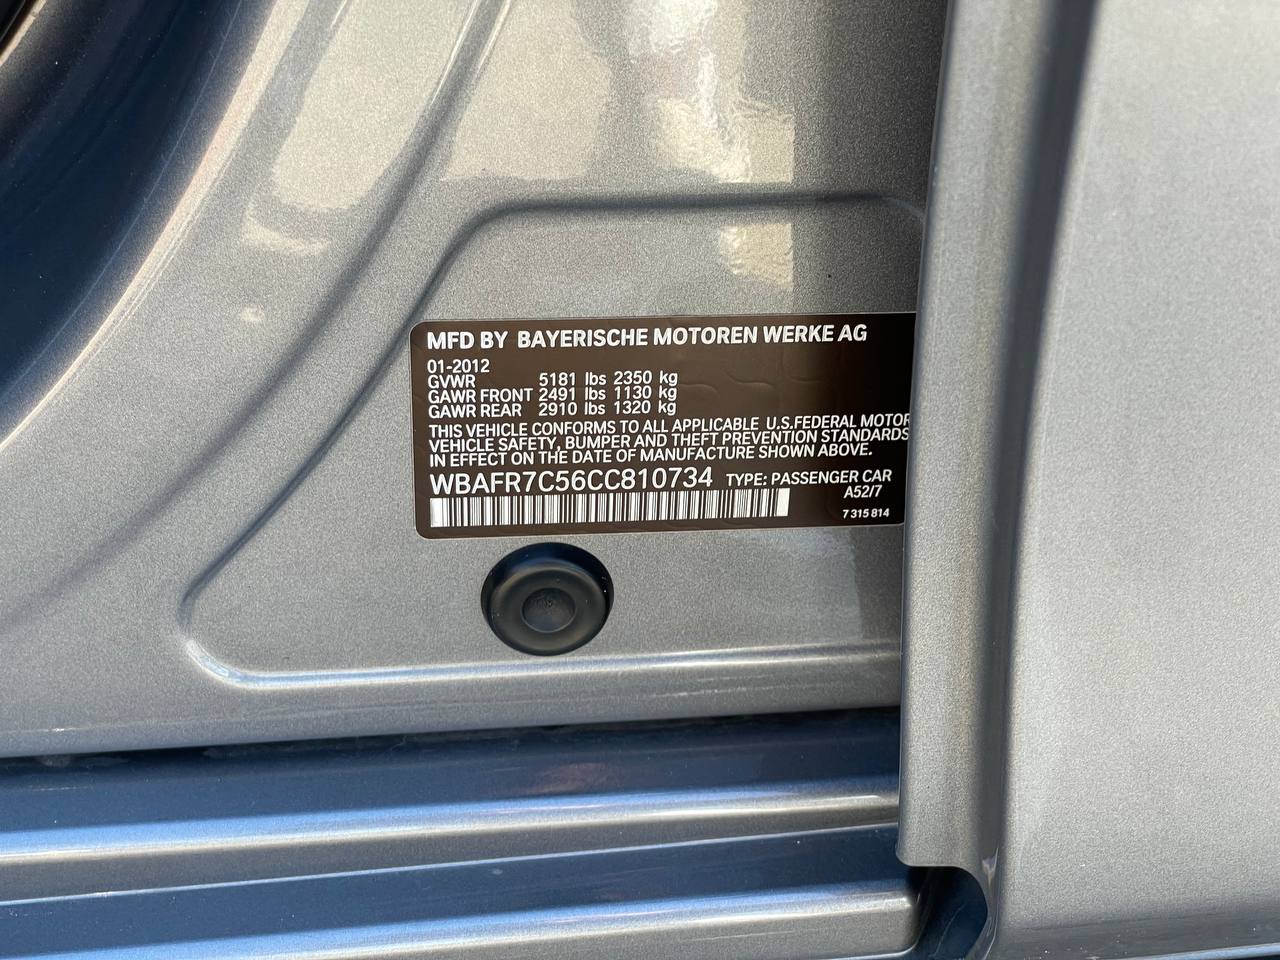 MFD BY BAYERISCHE MOTOREN WERKE AG
01-2012
GVWR 5181 lbs 2350 kg
GAWR FRONT 2491 lbs 1130 kg
GAWR REAR 2910 lbs 1320 kg
THIS VEHICLE CONFORMS TO ALL APPLICABLE U.S.FEDERAL MOTOR
VEHICLE SAFETY, BUMPER AND THEFT PREVENTION STANDARDS
IN EFFECT ON THE DATE OF MANUFACTURE SHOWN ABOVE.
WBAFR7C56CC810734 TYPE: PASSENGER CAR
A52/7
7 315 814